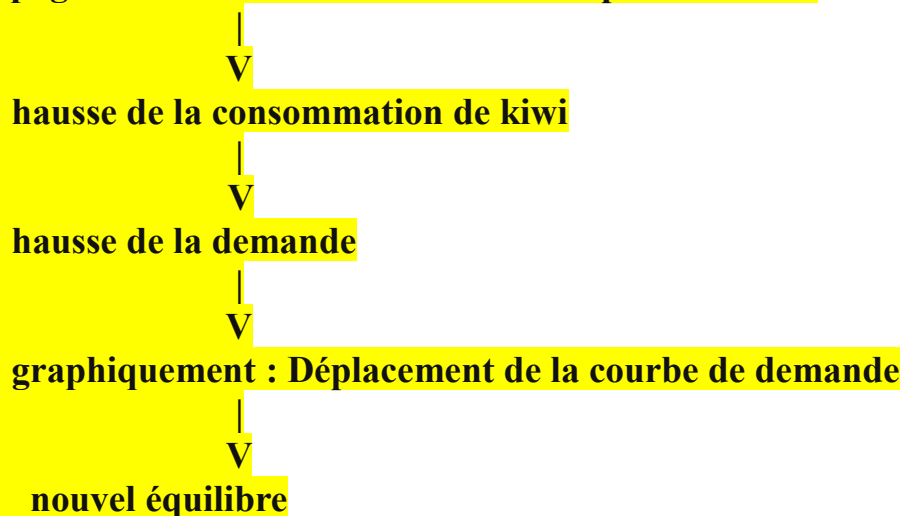 |
V
hausse de la consommation de kiwi
|
V
hausse de la demande
|
V
graphiquement : Déplacement de la courbe de demande
|
V
nouvel équilibre